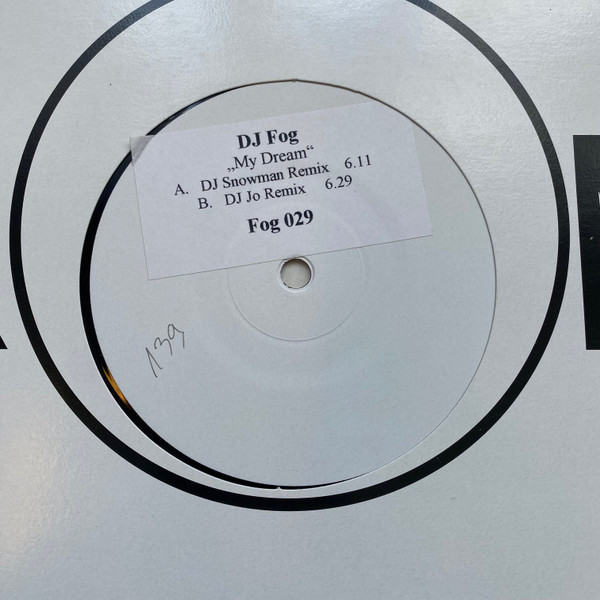 DJ Fog
„My Dream“
A. DJ Snowman Remix 6.11
B. DJ Jo Remix 6.29
Fog 029
139